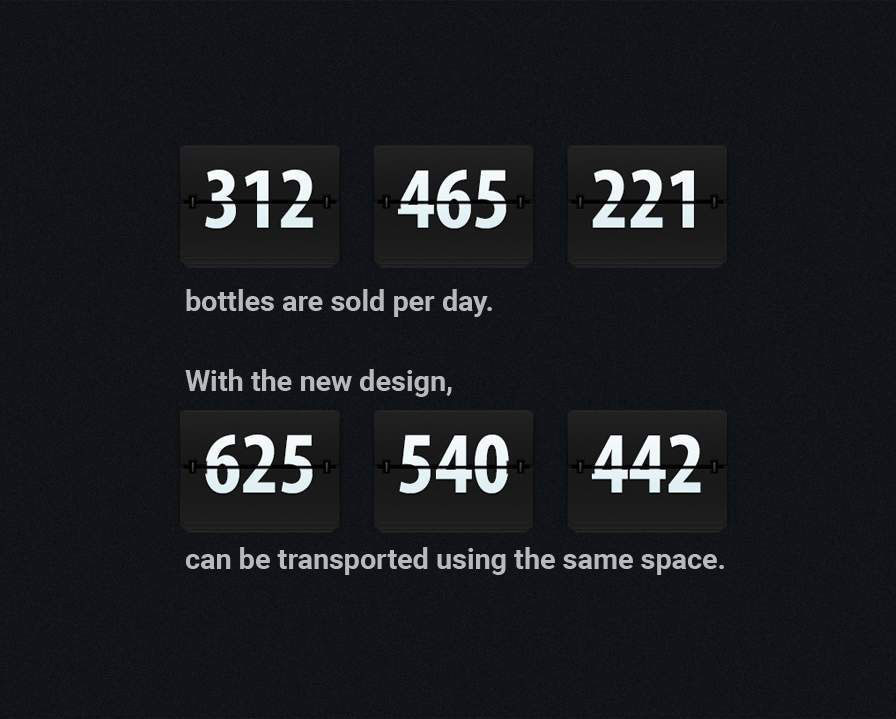 312 465 221
bottles are sold per day.
With the new design,
625 540 442
can be transported using the same space.